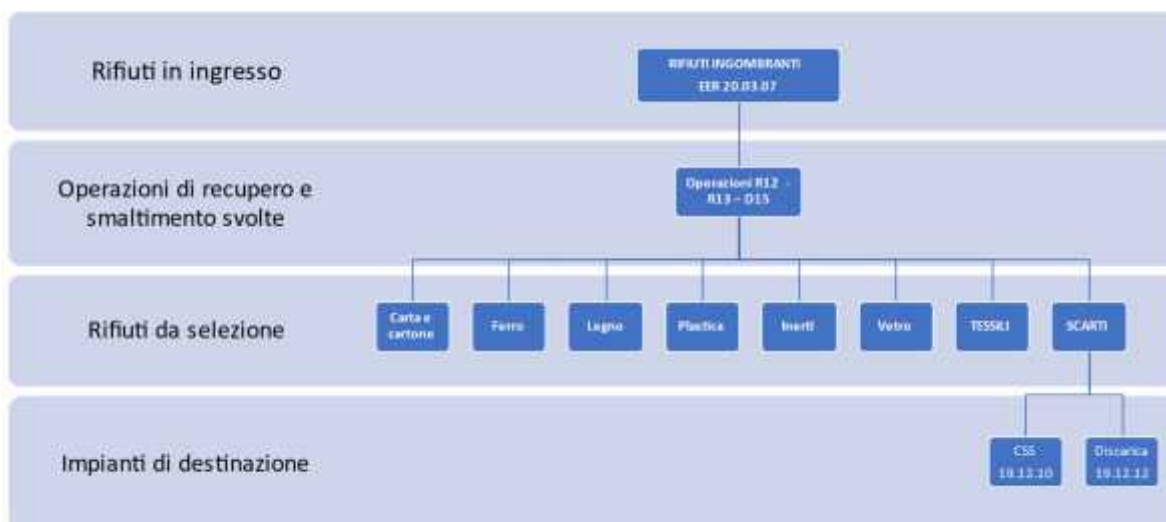 Rifiuti in ingresso
RIFIUTI INGOMBRANTI
EER 20.03.07
Operazioni di recupero e
smaltimento svolte
Operazioni R12 -
R13 – D15
Rifiuti da selezione
Carta e
cartone
Ferro
Legno
Plastica
Inerti
Vetro
TESSILI
SCARTI
Impianti di destinazione
CSS
19.12.10
Discarica
19.12.12